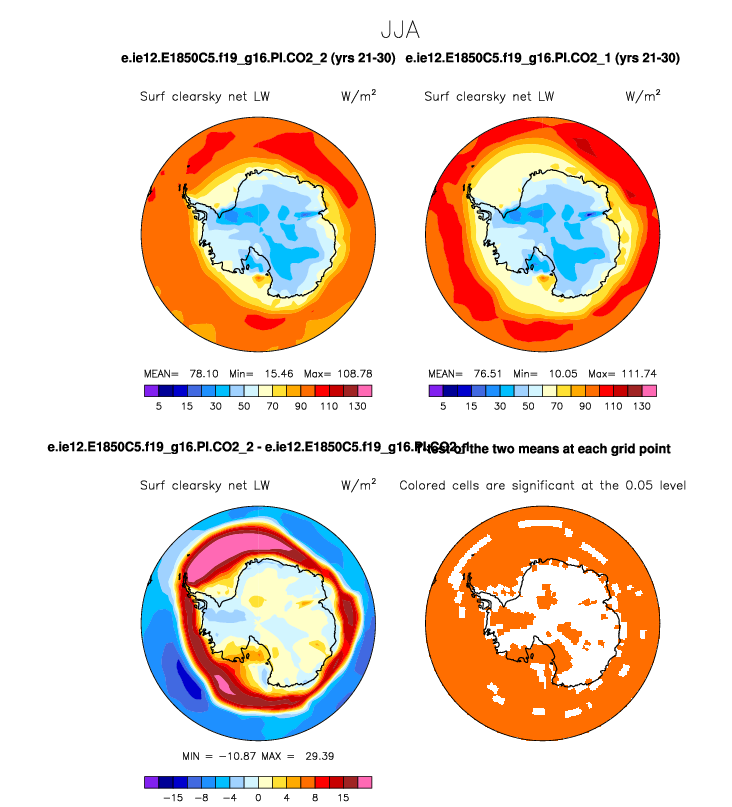 JJA
e.ie12.E1850C5.f19_g16.PI.CO2_2 (yrs 21-30) e.ie12.E1850C5.f19_g16.PI.CO2_1 (yrs 21-30)
Surf clearsky net LW W/m² Surf clearsky net LW W/m²
MEAN= 78.10 Min= 15.46 Max= 108.78 MEAN= 76.51 Min= 10.05 Max= 111.74
5 15 30 50 70 90 110 130 5 15 30 50 70 90 110 130
e.ie12.E1850C5.f19_g16.PI.CO2_2 - e.ie12.E1850C5.f19_g16.PI.CO2_1 T-test of the two means at each grid point
Surf clearsky net LW W/m² Colored cells are significant at the 0.05 level
MIN = −10.87 MAX = 29.39
−15 −8 −4 0 4 8 15